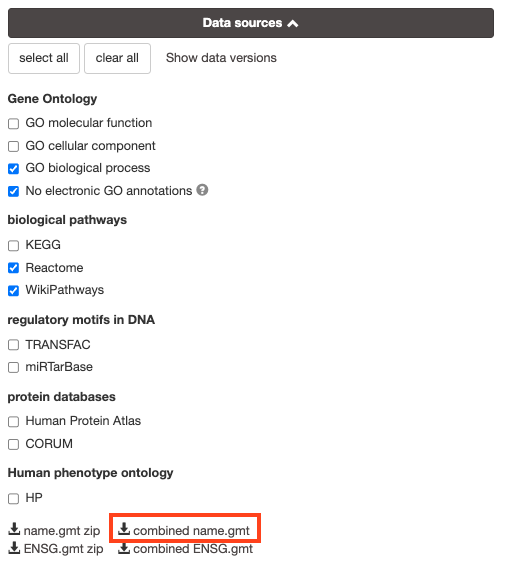 Data sources
select all clear all Show data versions
Gene Ontology
GO molecular function
GO cellular component
GO biological process
No electronic GO annotations ?
biological pathways
KEGG
Reactome
WikiPathways
regulatory motifs in DNA
TRANSFAC
miRTarBase
protein databases
Human Protein Atlas
CORUM
Human phenotype ontology
HP
name.gmt zip combined name.gmt
ENSG.gmt zip combined ENSG.gmt